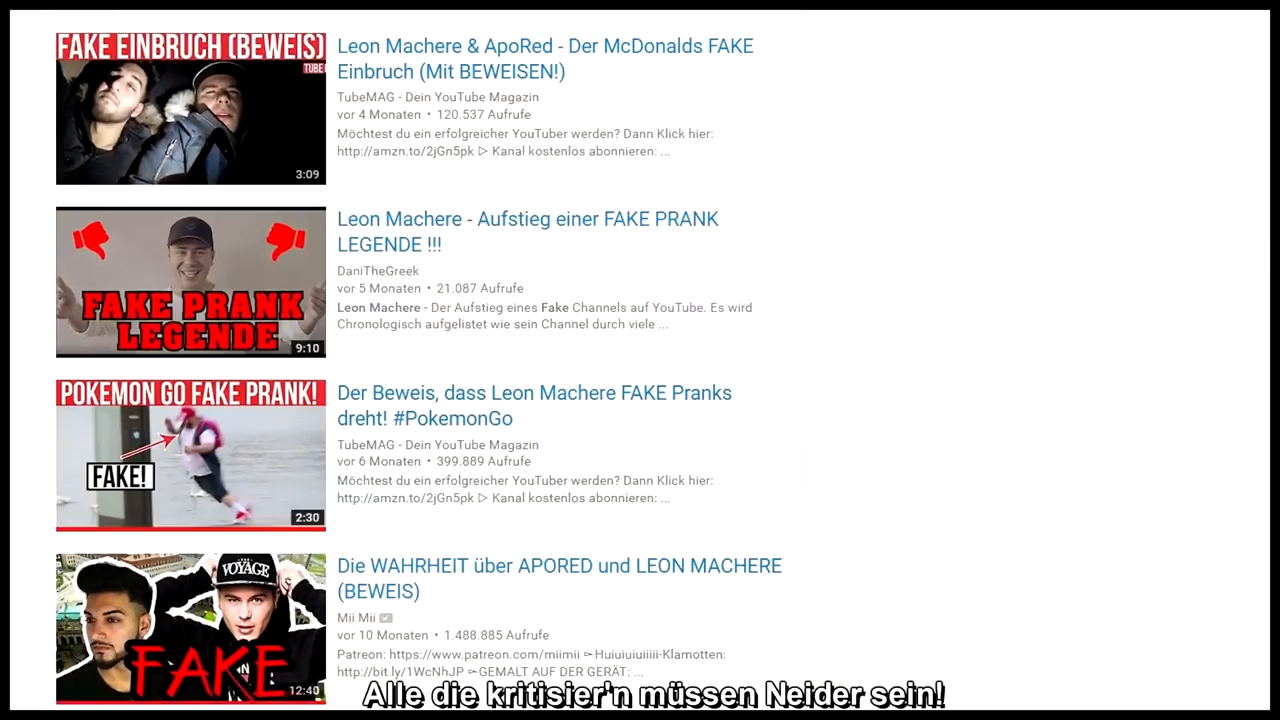 FAKE EINBRUCH (BEWEIS)
TUBE
3:09
Leon Machere & ApoRed - Der McDonalds FAKE
Einbruch (Mit BEWEISEN!)
TubeMAG - Dein YouTube Magazin
vor 4 Monaten • 120.537 Aufrufe
Möchtest du ein erfolgreicher YouTuber werden? Dann Klick hier:
http://amzn.to/2jGn5pk ▷ Kanal kostenlos abonnieren: ...
FAKE PRANK
LEGENDE
9:10
Leon Machere - Aufstieg einer FAKE PRANK
LEGENDE !!!
DaniTheGreek
vor 5 Monaten • 21.087 Aufrufe
Leon Machere - Der Aufstieg eines Fake Channels auf YouTube. Es wird
Chronologisch aufgelistet wie sein Channel durch viele ...
POKEMON GO FAKE PRANK!
FAKE!
2:30
Der Beweis, dass Leon Machere FAKE Pranks
dreht! #PokemonGo
TubeMAG - Dein YouTube Magazin
vor 6 Monaten • 399.889 Aufrufe
Möchtest du ein erfolgreicher YouTuber werden? Dann Klick hier:
http://amzn.to/2jGn5pk ▷ Kanal kostenlos abonnieren: ...
VOYAGE
FAKE
12:40
Die WAHRHEIT über APORED und LEON MACHERE
(BEWEIS)
Mii Mii
vor 10 Monaten • 1.488.885 Aufrufe
Patreon: https://www.patreon.com/miimii ➳Huiuiuiuiiiii-Klamotten:
http://bit.ly/1WcNhJP ➳GEMALT AUF DER GERÄT: ...
Alle die kritisier'n müssen Neider sein!